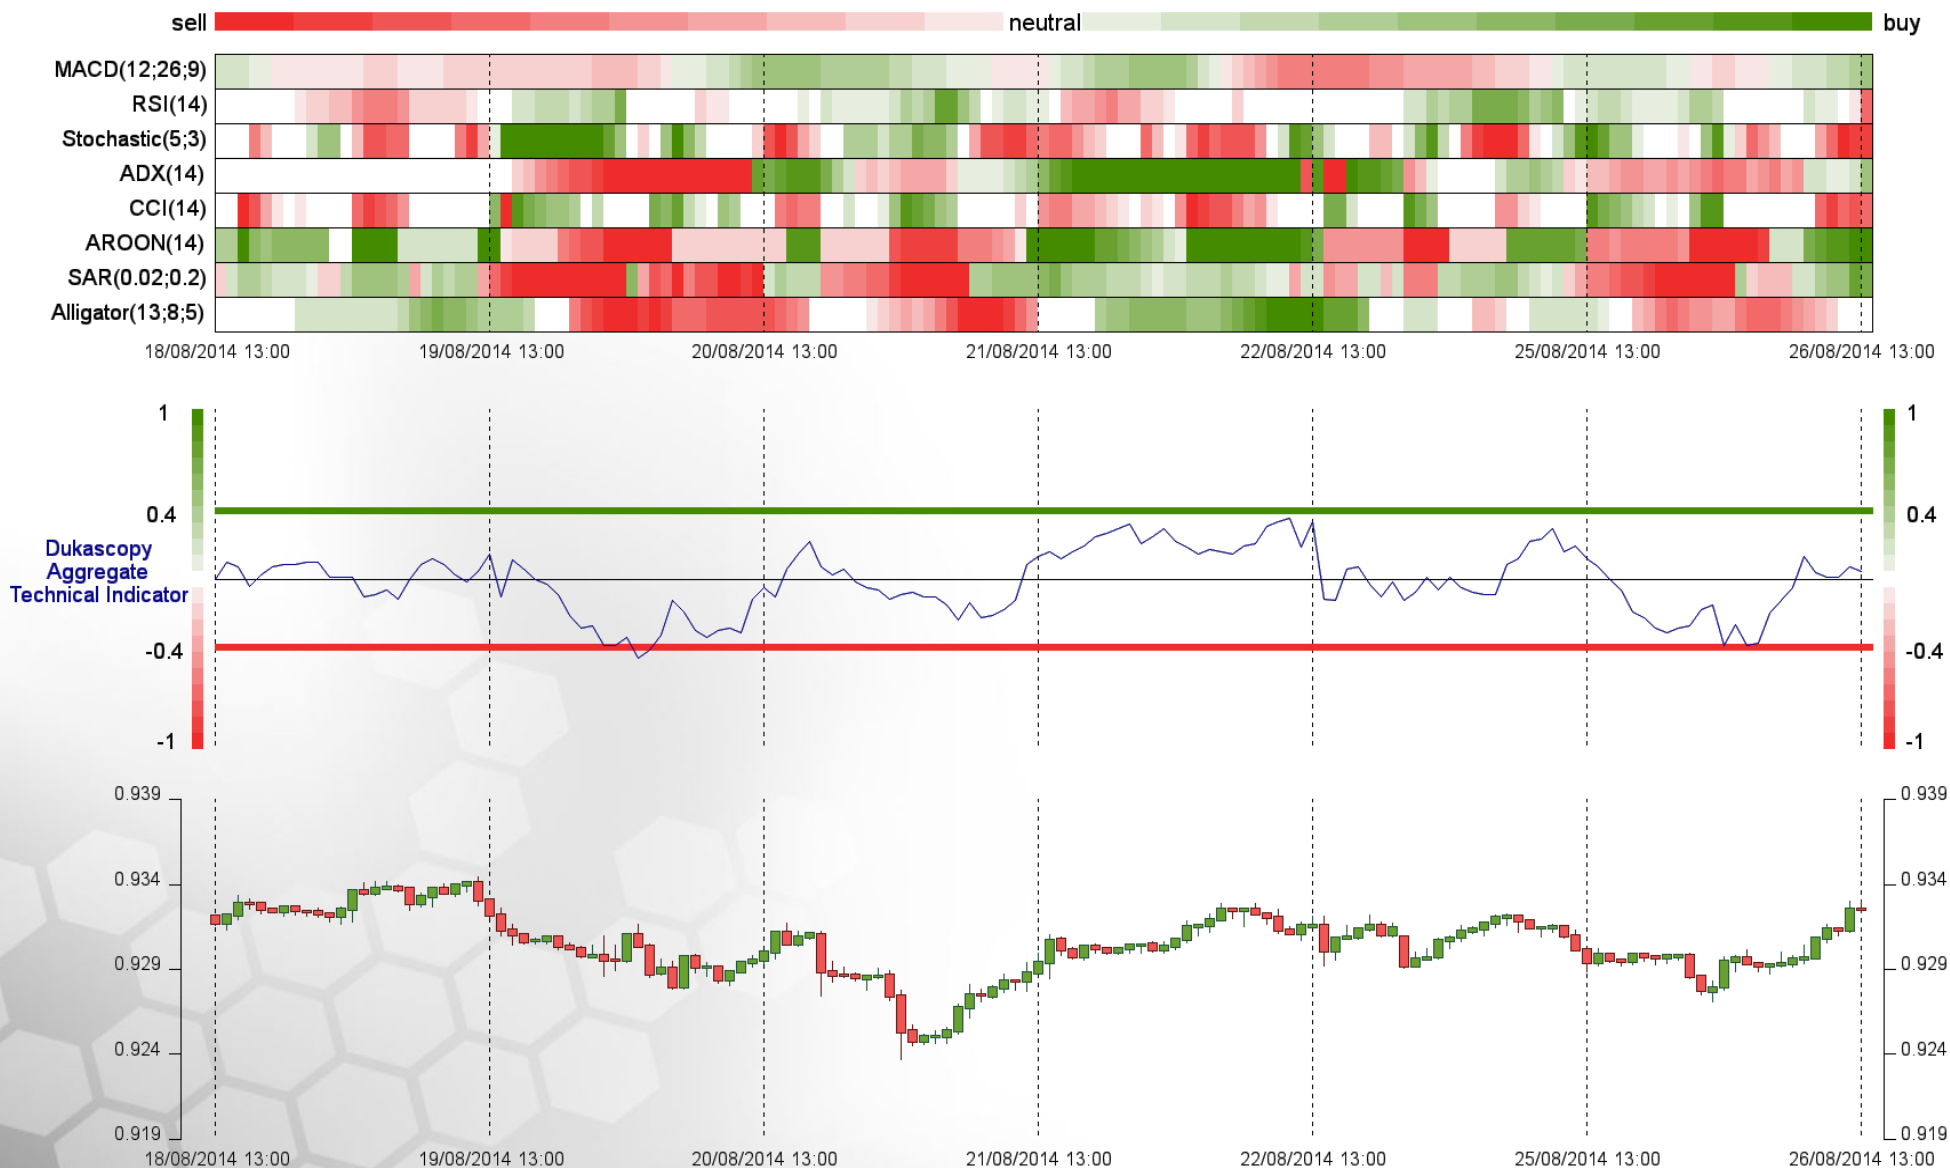 sell neutral buy
MACD(12;26;9)
RSI(14)
Stochastic(5;3)
ADX(14)
CCI(14)
AROON(14)
SAR(0.02;0.2)
Alligator(13;8;5)
18/08/2014 13:00 19/08/2014 13:00 20/08/2014 13:00 21/08/2014 13:00 22/08/2014 13:00 25/08/2014 13:00 26/08/2014 13:00
1 1
0.4 0.4
Dukascopy
Aggregate
Technical Indicator
-0.4 -0.4
-1 -1
0.939 0.939
0.934 0.934
0.929 0.929
0.924 0.924
0.919 0.919
18/08/2014 13:00 19/08/2014 13:00 20/08/2014 13:00 21/08/2014 13:00 22/08/2014 13:00 25/08/2014 13:00 26/08/2014 13:00